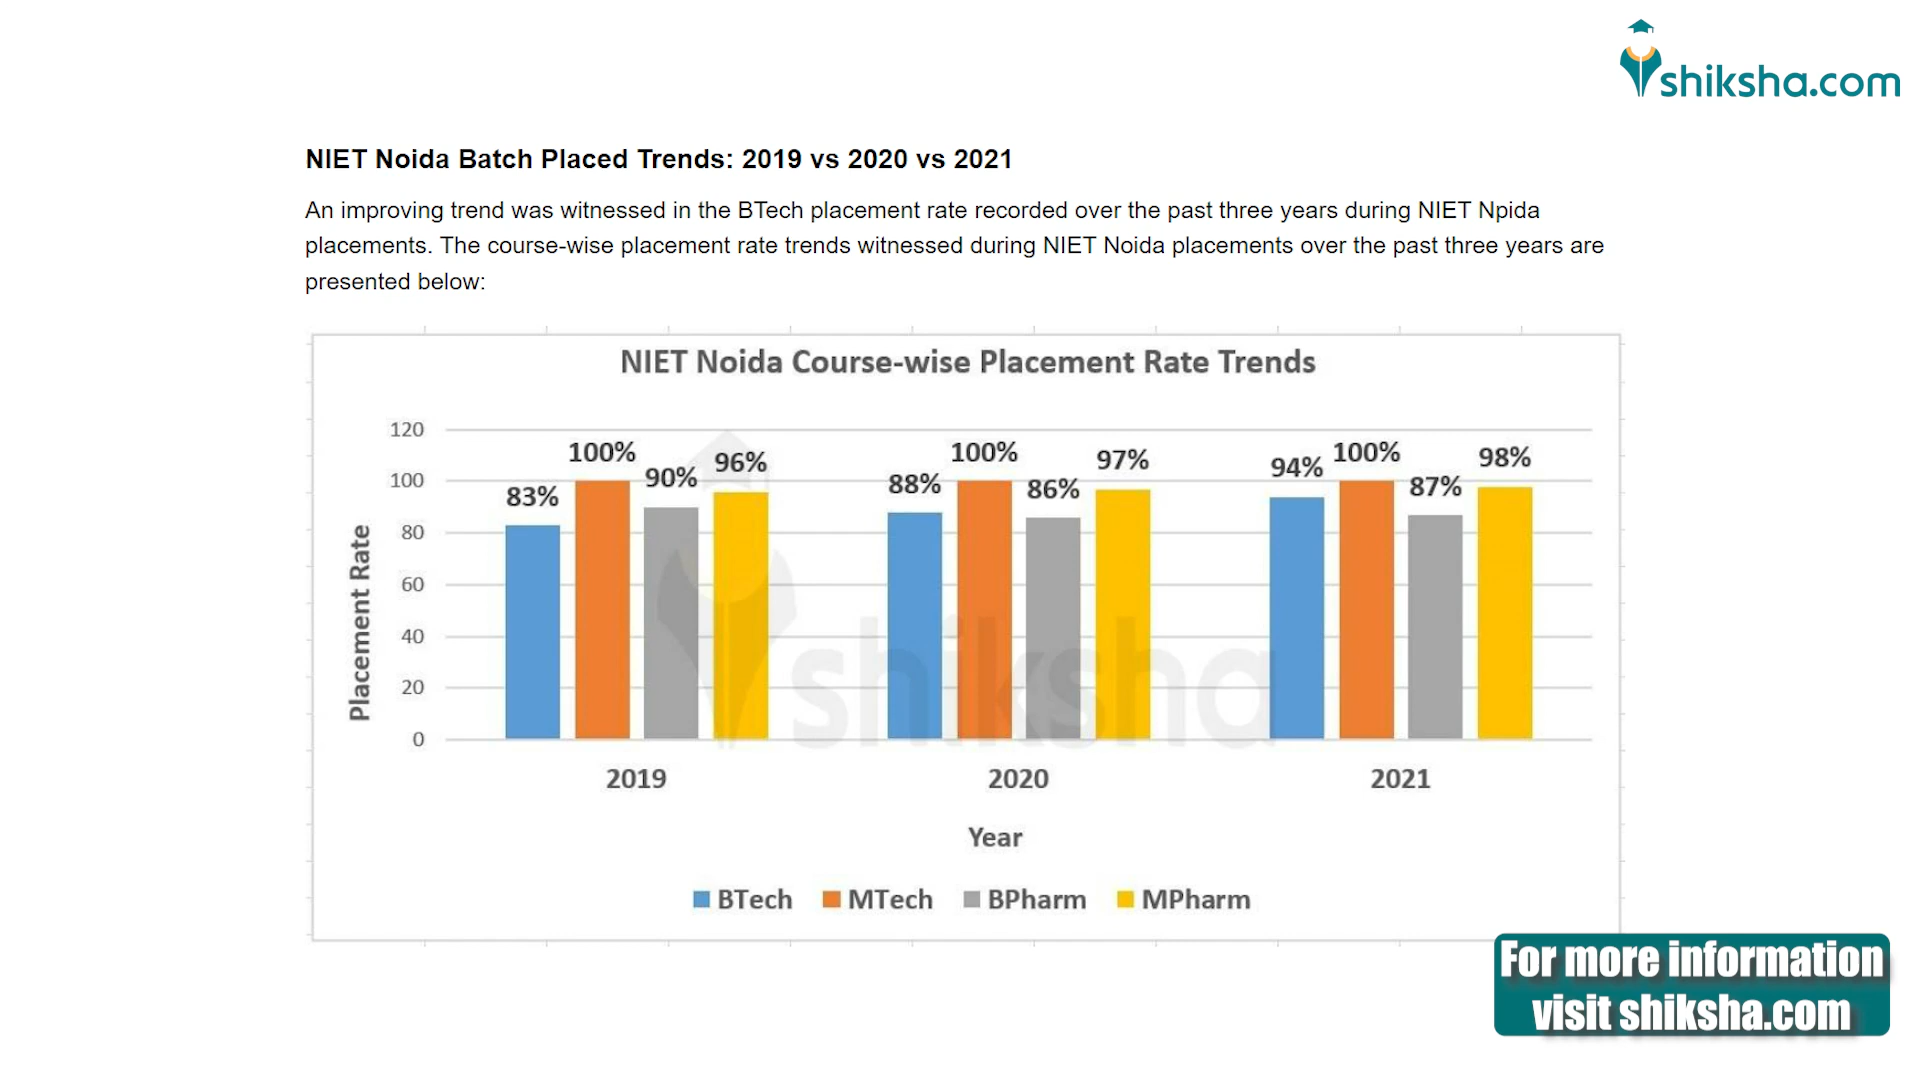 shiksha.com
NIET Noida Batch Placed Trends: 2019 vs 2020 vs 2021
An improving trend was witnessed in the BTech placement rate recorded over the past three years during NIET Npida
placements. The course-wise placement rate trends witnessed during NIET Noida placements over the past three years are
presented below:
NIET Noida Course-wise Placement Rate Trends
Placement Rate
120
100
80
60
40
20
0
83% 100% 90% 96%
88% 100% 86% 97%
94% 100% 87% 98%
shiksha
2019 2020 2021
Year
BTech MTech BPharm MPharm
For more information
visit shiksha.com